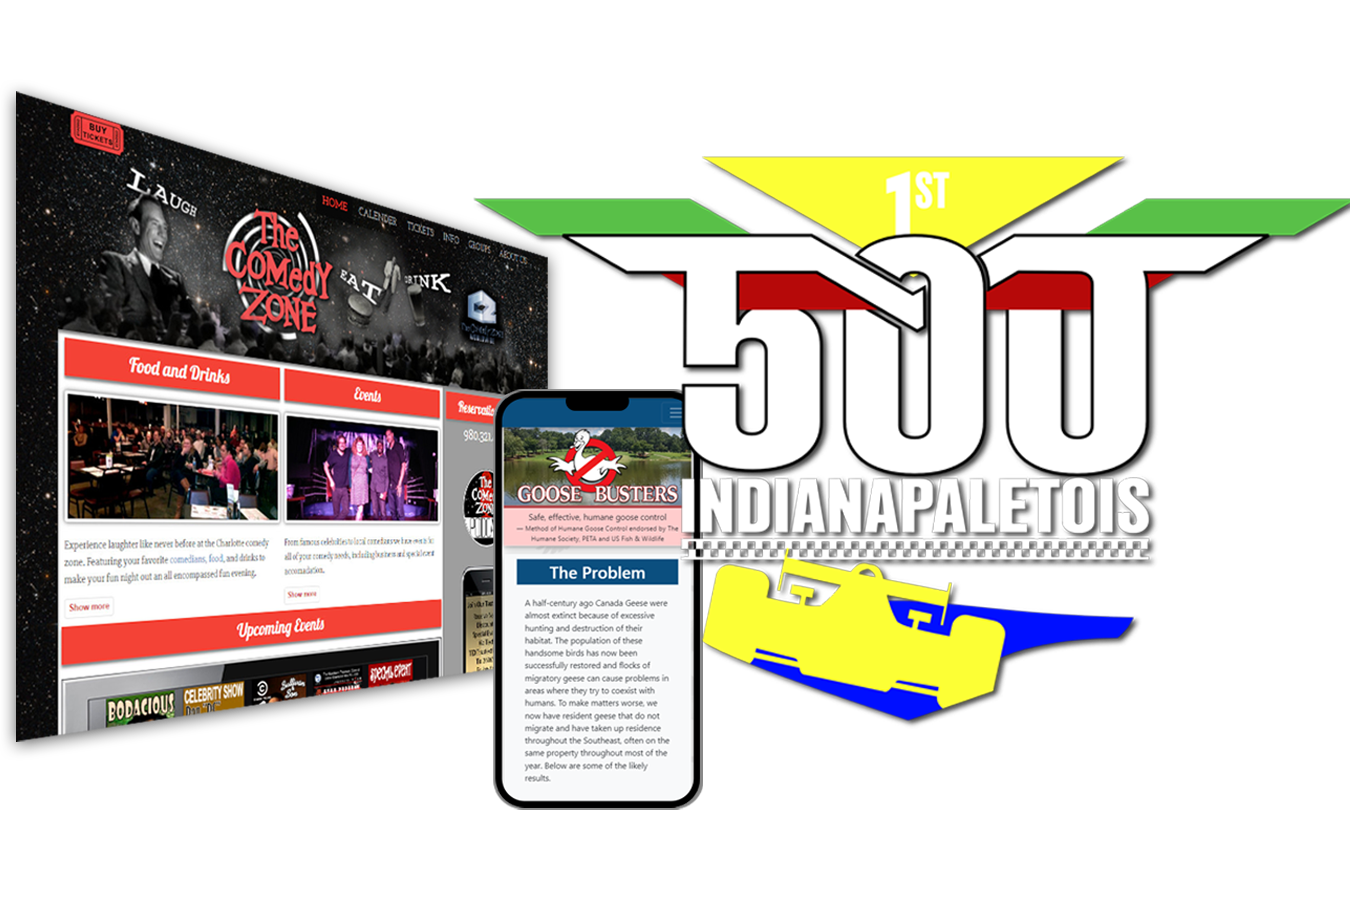 BUY
TICKETS
LAUGH
HOME CALENDER TICKETS INFO GROUPS ABOUT US
The
Comedy
Zone
EAT DRINK
Food and Drinks
Events
980.321
Experience laughter like never before at the Charlotte comedy
zone. Featuring your favorite comedians, food, and drinks to
make your fun night out an all encompassed fun evening.
Show more
From famous celebrities to local comedians we have events for
all of your comedy needs, including business and special event
accomadation.
Show more
Upcoming Events
BODACIOUS
CELEBRITY SHOW
SPECIAL EVENT
GOOSE BUSTERS
Safe, effective, humane goose control
— Method of Humane Goose Control endorsed by The
Humane Society, PETA and US Fish & Wildlife
The Problem
A half-century ago Canada Geese were
almost extinct because of excessive
hunting and destruction of their
habitat. The population of these
handsome birds has now been
successfully restored and flocks of
migratory geese can cause problems in
areas where they try to coexist with
humans. To make matters worse, we
now have resident geese that do not
migrate and have taken up residence
throughout the Southeast, often on the
same property throughout most of the
year. Below are some of the likely
results.
1ST
500
INDIANAPALETOIS